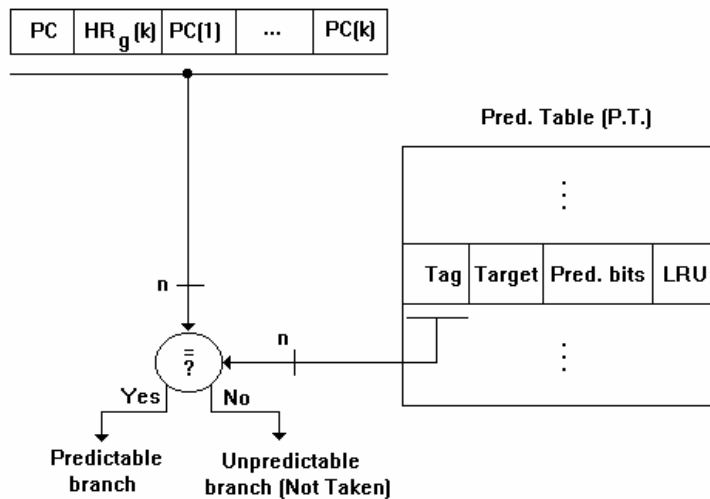 PC HRg(k) PC(1) ... PC(k)
Pred. Table (P.T.)
Tag Target Pred. bits LRU
n
n
=
?
Yes No
Predictable
branch
Unpredictable
branch (Not Taken)